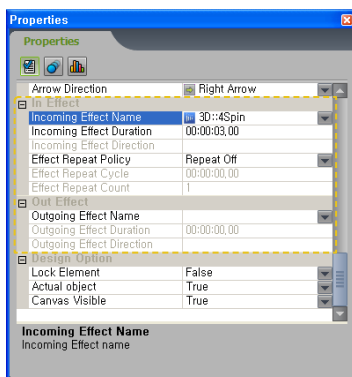 Properties
Properties
Arrow Direction Right Arrow
In Effect
Incoming Effect Name 3D::4Spin
Incoming Effect Duration 00:00:03,00
Incoming Effect Direction
Effect Repeat Policy Repeat Off
Effect Repeat Cycle 00:00:00,00
Effect Repeat Count 1
Out Effect
Outgoing Effect Name
Outgoing Effect Duration 00:00:00,00
Outgoing Effect Direction
Design Option
Lock Element False
Actual object True
Canvas Visible True
Incoming Effect Name
Incoming Effect name